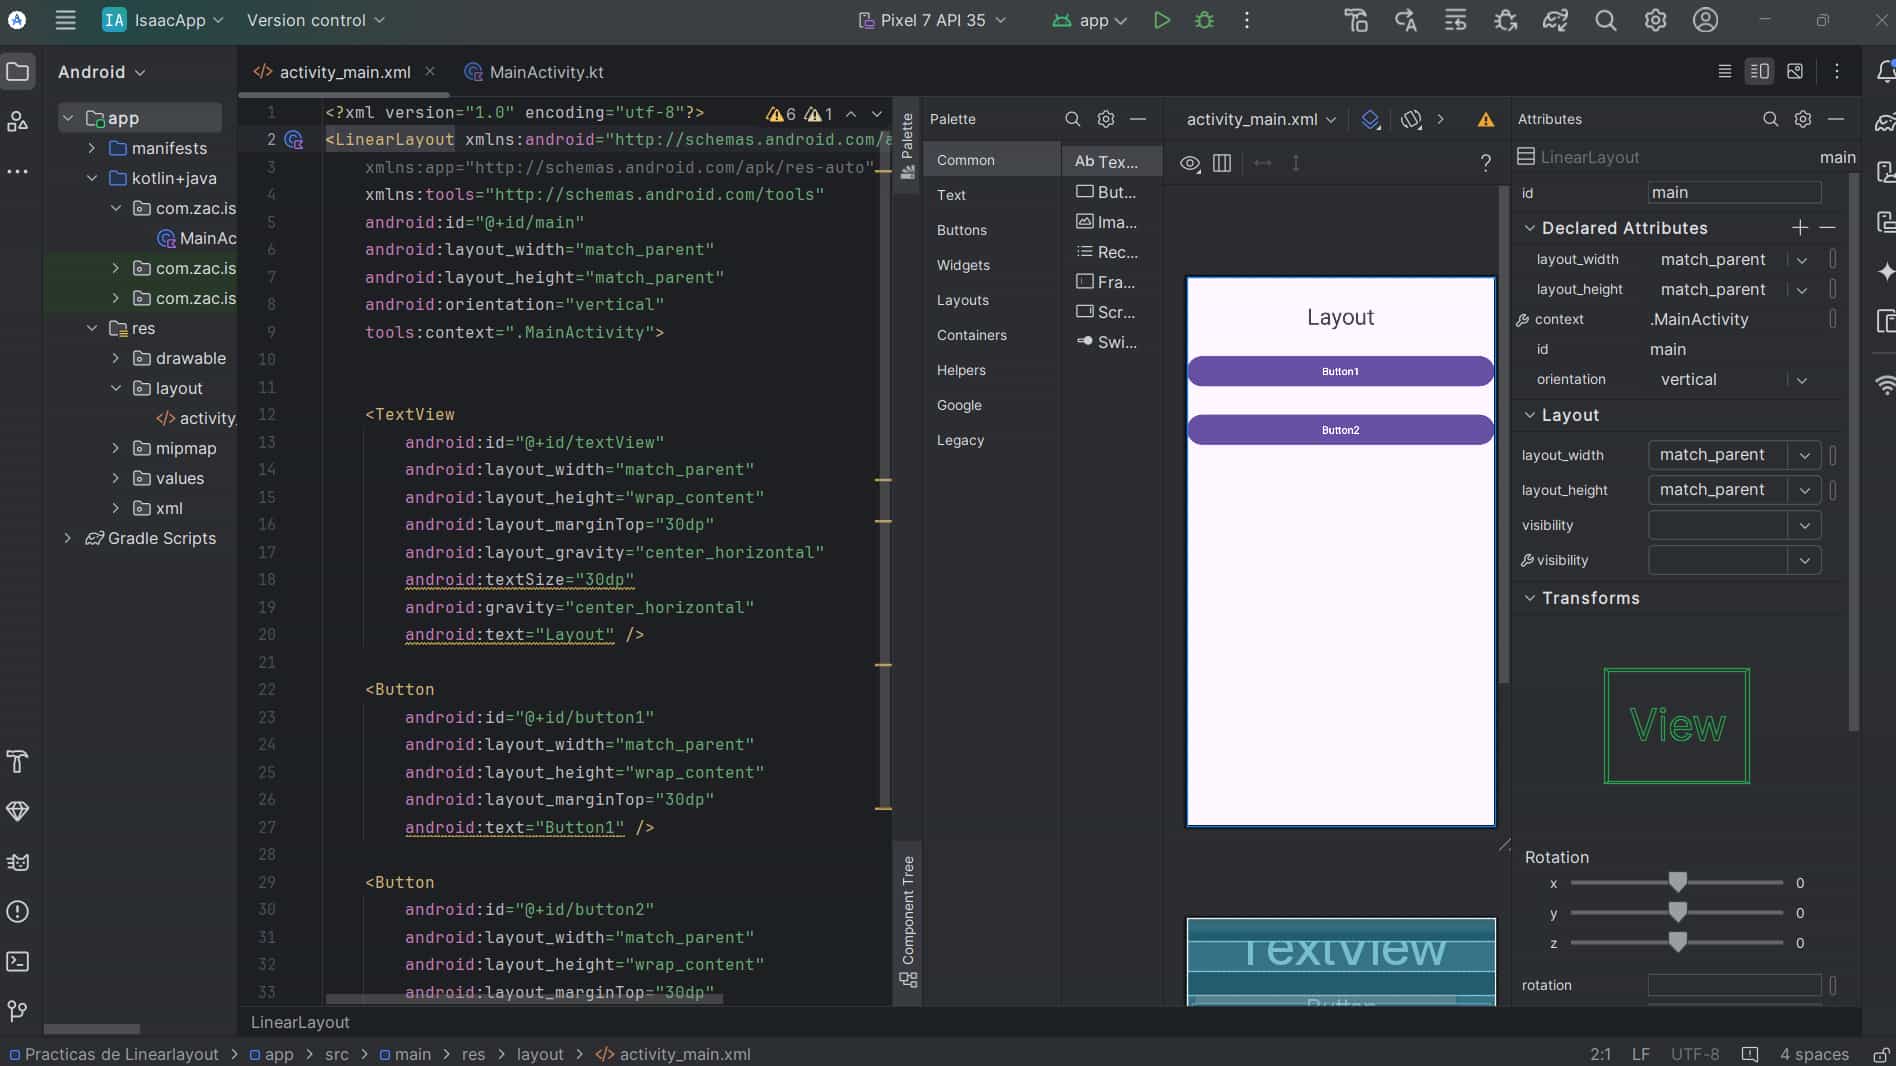 IA IsaacApp Version control Pixel 7 API 35 app
Android
activity_main.xml MainActivity.kt
app
manifests
kotlin+java
com.zac.is
MainAc
com.zac.is
com.zac.is
res
drawable
layout
activity_
mipmap
values
xml
Gradle Scripts
6 1
1 <?xml version="1.0" encoding="utf-8"?>
2 <LinearLayout xmlns:android="http://schemas.android.com/a
3 xmlns:app="http://schemas.android.com/apk/res-auto"
4 xmlns:tools="http://schemas.android.com/tools"
5 android:id="@+id/main"
6 android:layout_width="match_parent"
7 android:layout_height="match_parent"
8 android:orientation="vertical"
9 tools:context=".MainActivity">
10
11
12 <TextView
13 android:id="@+id/textView"
14 android:layout_width="match_parent"
15 android:layout_height="wrap_content"
16 android:layout_marginTop="30dp"
17 android:layout_gravity="center_horizontal"
18 android:textSize="30dp"
19 android:gravity="center_horizontal"
20 android:text="Layout" />
21
22 <Button
23 android:id="@+id/button1"
24 android:layout_width="match_parent"
25 android:layout_height="wrap_content"
26 android:layout_marginTop="30dp"
27 android:text="Button1" />
28
29 <Button
30 android:id="@+id/button2"
31 android:layout_width="match_parent"
32 android:layout_height="wrap_content"
33 android:layout_marginTop="30dp"
LinearLayout
Palette
Component Tree
Palette
Common
Text
Buttons
Widgets
Layouts
Containers
Helpers
Google
Legacy
Ab Tex...
But...
Ima...
Rec...
Fra...
Scr...
Swi...
activity_main.xml
?
Layout
Button1
Button2
TextView
Button
Attributes
LinearLayout main
id main
Declared Attributes
layout_width match_parent
layout_height match_parent
context .MainActivity
id main
orientation vertical
Layout
layout_width match_parent
layout_height match_parent
visibility
visibility
Transforms
View
Rotation
x 0
y 0
z 0
rotation
Practicas de Linearlayout > app > src > main > res > layout > activity_main.xml
2:1 LF UTF-8 4 spaces